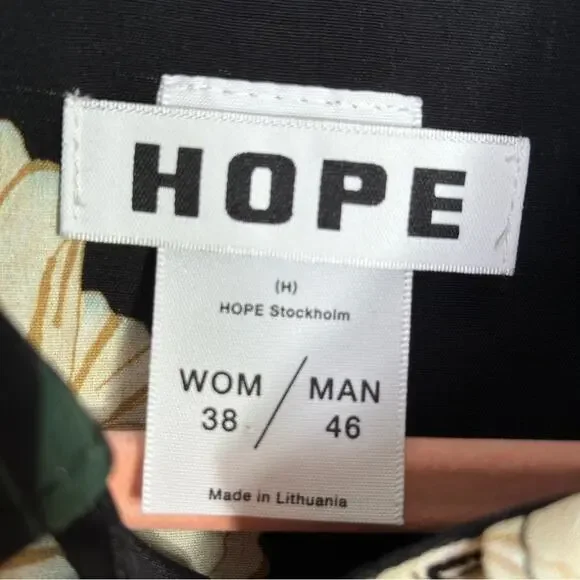 HOPE
(H)
HOPE Stockholm
WOM / MAN
38 / 46
Made in Lithuania